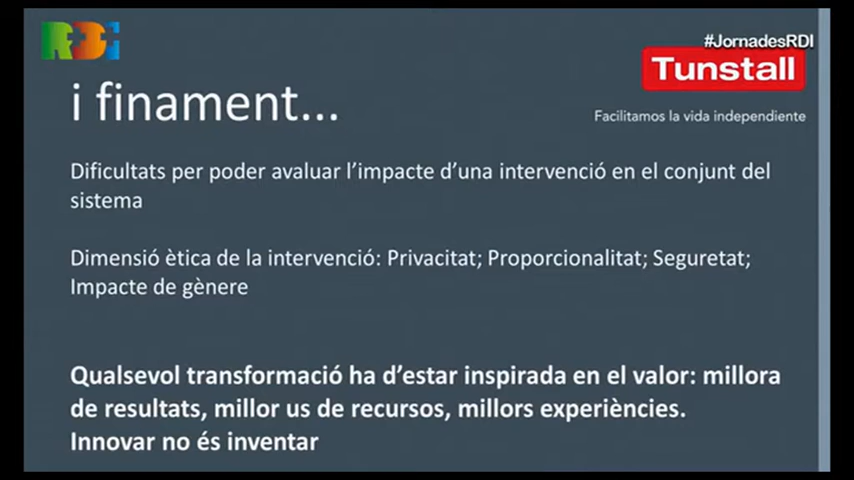 RDi
#JornadesRDI
Tunstall
Facilitamos la vida independiente
i finament...
Dificultats per poder avaluar l’impacte d’una intervenció en el conjunt del
sistema
Dimensió ètica de la intervenció: Privacitat; Proporcionalitat; Seguretat;
Impacte de gènere
Qualsevol transformació ha d’estar inspirada en el valor: millora
de resultats, millor us de recursos, millors experiències.
Innovar no és inventar